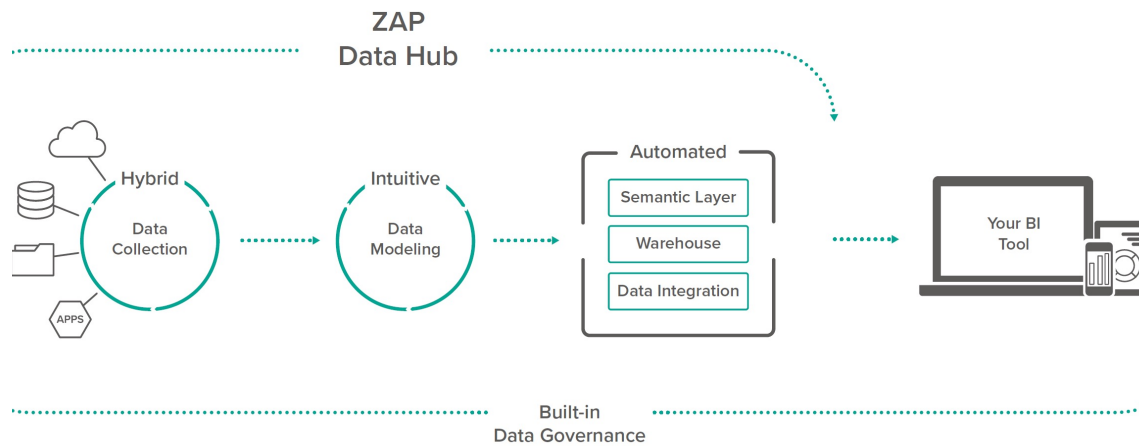 ZAP
Data Hub
Hybrid
Data
Collection
APPS
Intuitive
Data
Modeling
Automated
Semantic Layer
Warehouse
Data Integration
Your BI
Tool
Built-in
Data Governance